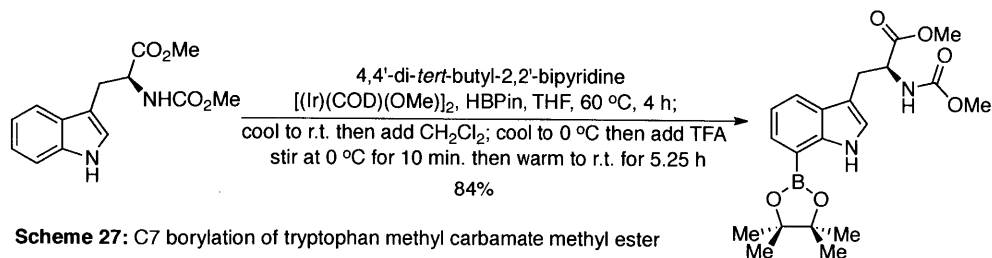 CO₂Me
NHCO₂Me
N
H
4,4'-di-tert-butyl-2,2'-bipyridine
[(Ir)(COD)(OMe)]₂, HBPin, THF, 60 ºC, 4 h;
cool to r.t. then add CH₂Cl₂; cool to 0 ºC then add TFA
stir at 0 ºC for 10 min. then warm to r.t. for 5.25 h
84%
O
OMe
O
N
H
OMe
N
H
B
O
O
Me
Me
Me
Me
Scheme 27: C7 borylation of tryptophan methyl carbamate methyl ester